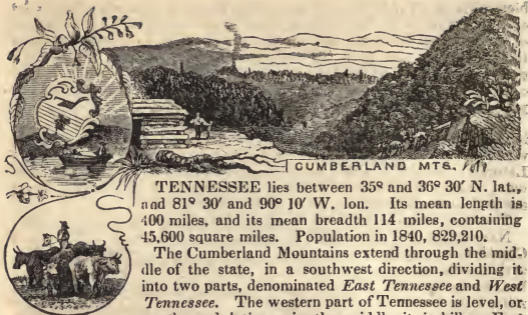 CUMBERLAND MTS.
TENNESSEE lies between 35° and 36° 30′ N. lat.,
and 81° 30′ and 90° 10′ W. lon. Its mean length is
400 miles, and its mean breadth 114 miles, containing
45,600 square miles. Population in 1840, 829,210.
The Cumberland Mountains extend through the mid-
dle of the state, in a southwest direction, dividing it
into two parts, denominated East Tennessee and West
Tennessee. The western part of Tennessee is level, or